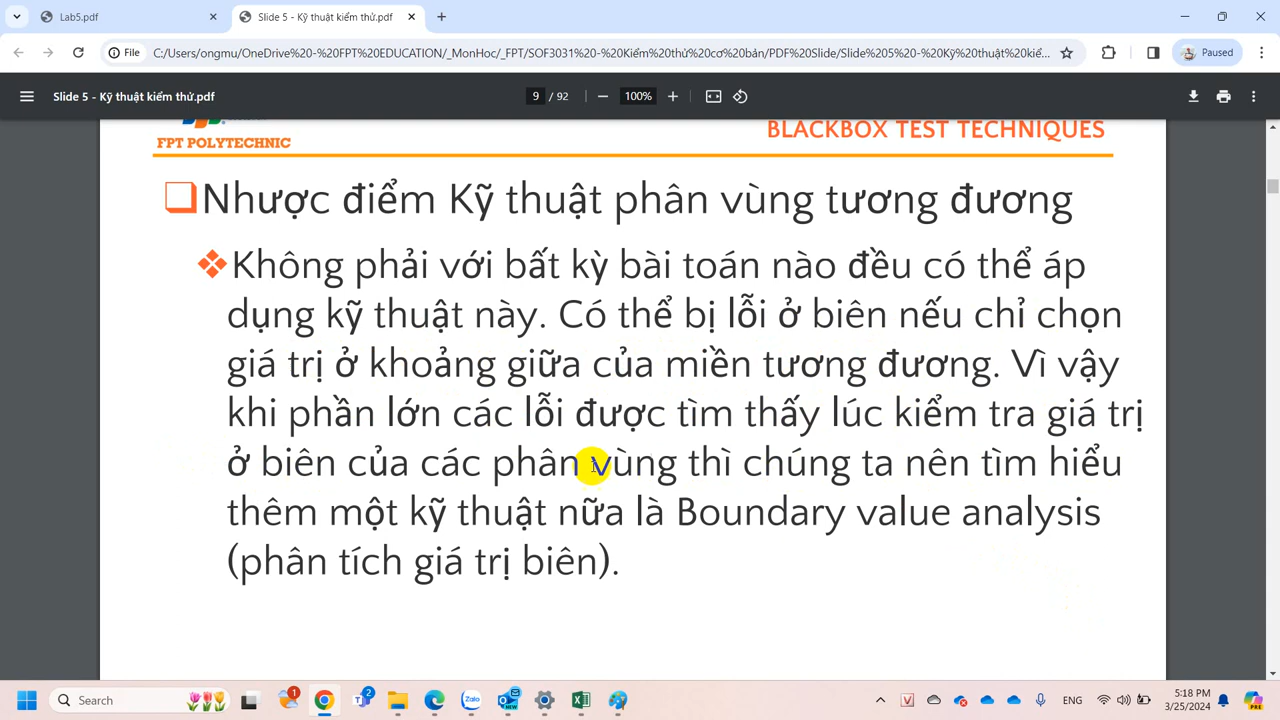 Lab5.pdf
Slide 5 - Kỹ thuật kiểm thử.pdf
File
C:/Users/ongmu/OneDrive%20-%20FPT%20EDUCATION/_MonHoc/_FPT/SOF3031%20-%20Kiểm%20thử%20cơ%20bản/PDF%20Slide/Slide%205%20-%20Kỹ%20thuật%20kiể...
Paused
Slide 5 - Kỹ thuật kiểm thử.pdf
9 / 92
100%
FPT POLYTECHNIC
BLACKBOX TEST TECHNIQUES
Nhược điểm Kỹ thuật phân vùng tương đương
Không phải với bất kỳ bài toán nào đều có thể áp
dụng kỹ thuật này. Có thể bị lỗi ở biên nếu chỉ chọn
giá trị ở khoảng giữa của miền tương đương. Vì vậy
khi phần lớn các lỗi được tìm thấy lúc kiểm tra giá trị
ở biên của các phân vùng thì chúng ta nên tìm hiểu
thêm một kỹ thuật nữa là Boundary value analysis
(phân tích giá trị biên).
Search
1
2
Zalo
V
ENG
5:18 PM
3/25/2024
PRE